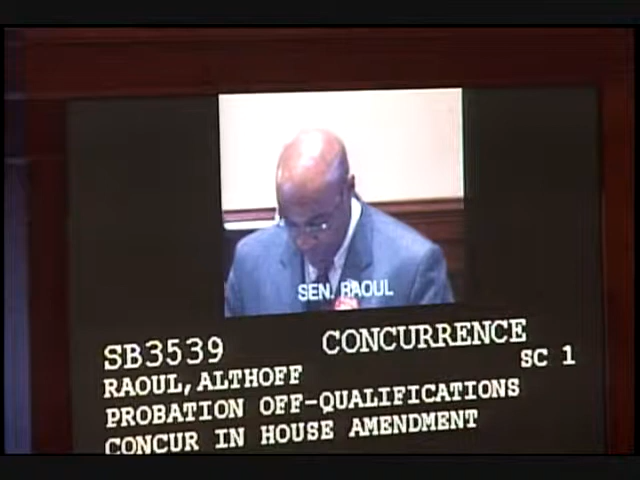 SEN. RAOUL
SB3539 CONCURRENCE
RAOUL,ALTHOFF SC 1
PROBATION OFF-QUALIFICATIONS
CONCUR IN HOUSE AMENDMENT